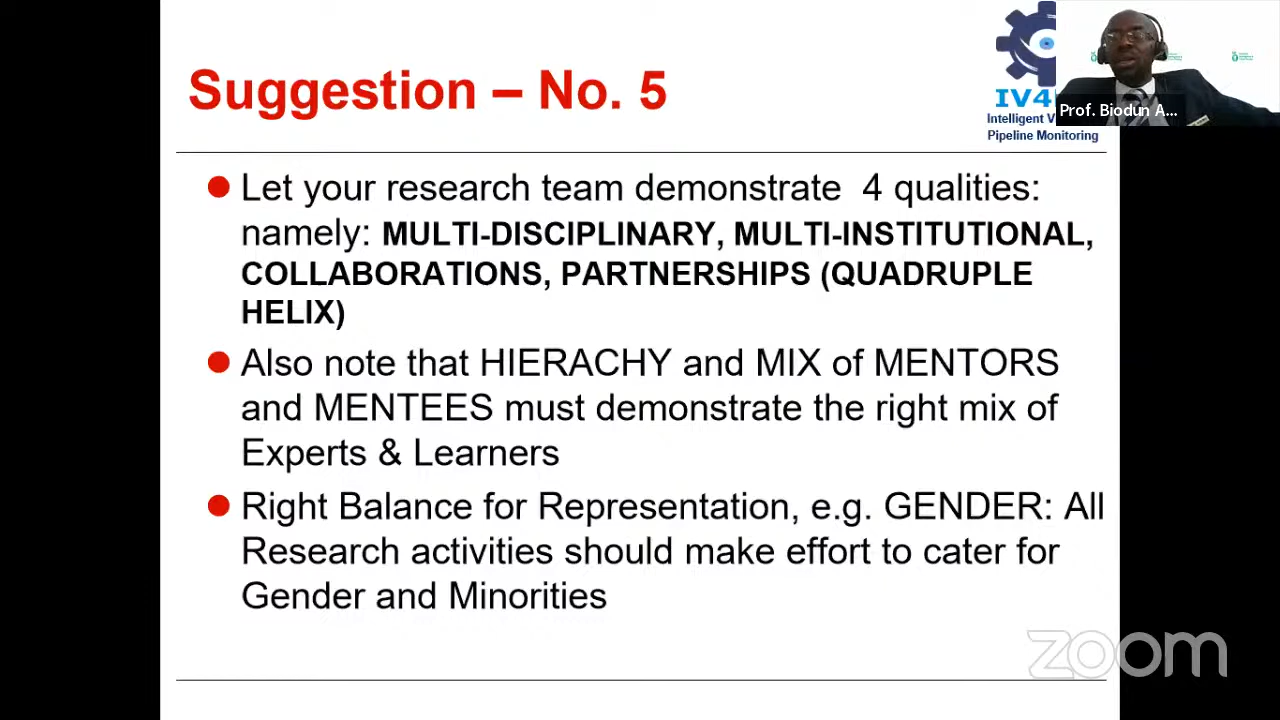 Suggestion – No. 5
IV4
Intelligent V
Pipeline Monitoring
Prof. Biodun A...
● Let your research team demonstrate 4 qualities:
namely: MULTI-DISCIPLINARY, MULTI-INSTITUTIONAL,
COLLABORATIONS, PARTNERSHIPS (QUADRUPLE
HELIX)
● Also note that HIERACHY and MIX of MENTORS
and MENTEES must demonstrate the right mix of
Experts & Learners
● Right Balance for Representation, e.g. GENDER: All
Research activities should make effort to cater for
Gender and Minorities
zoom